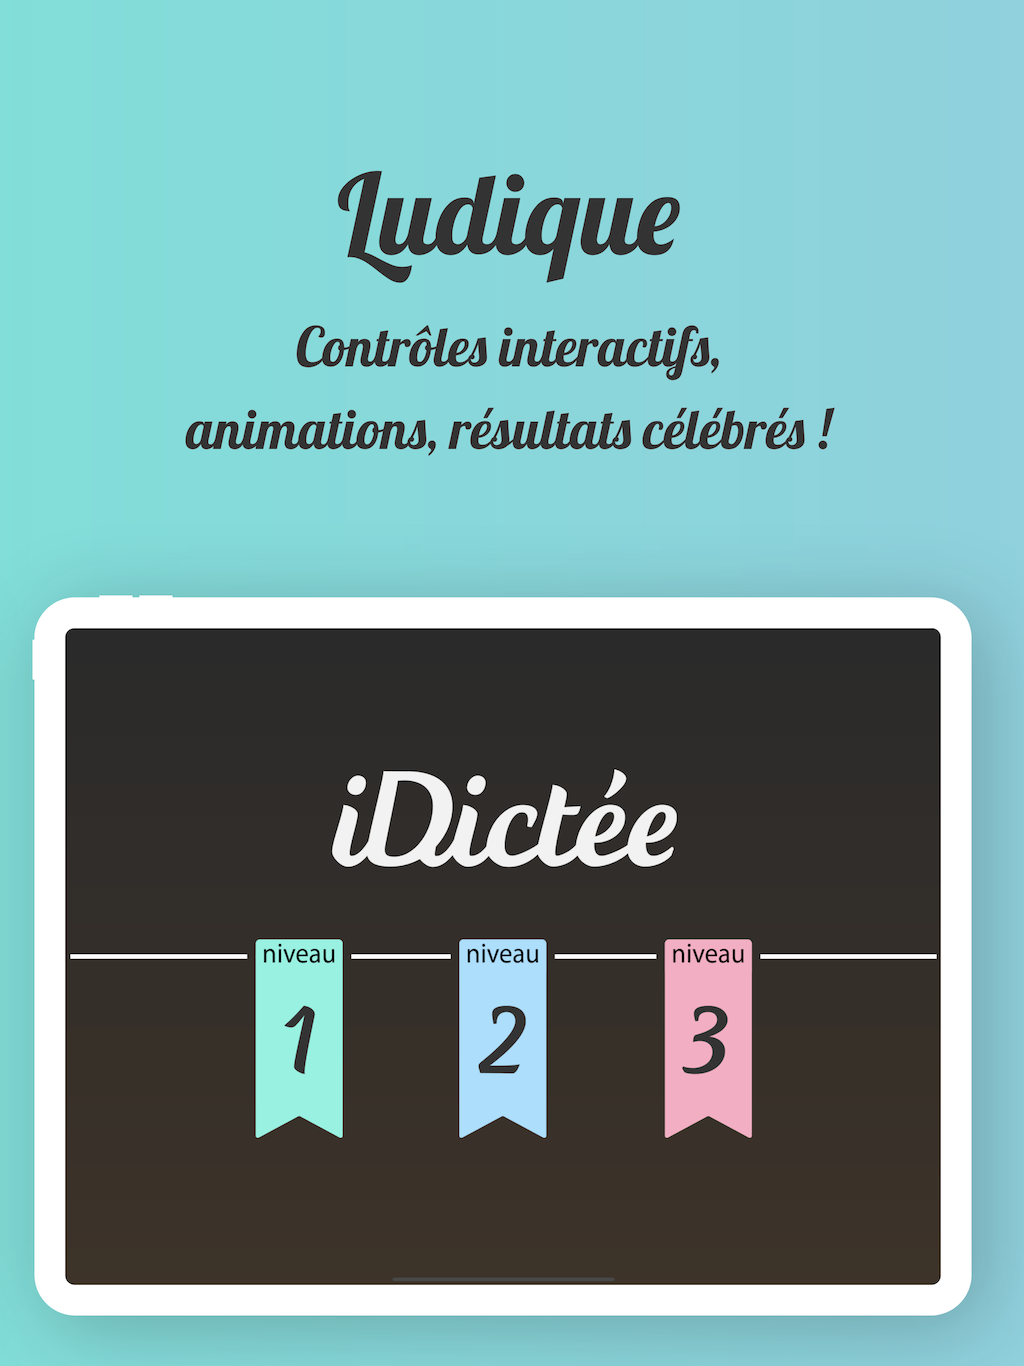 Ludique
Contrôles interactifs,
animations, résultats célébrés !
iDictée
niveau niveau niveau
1 2 3